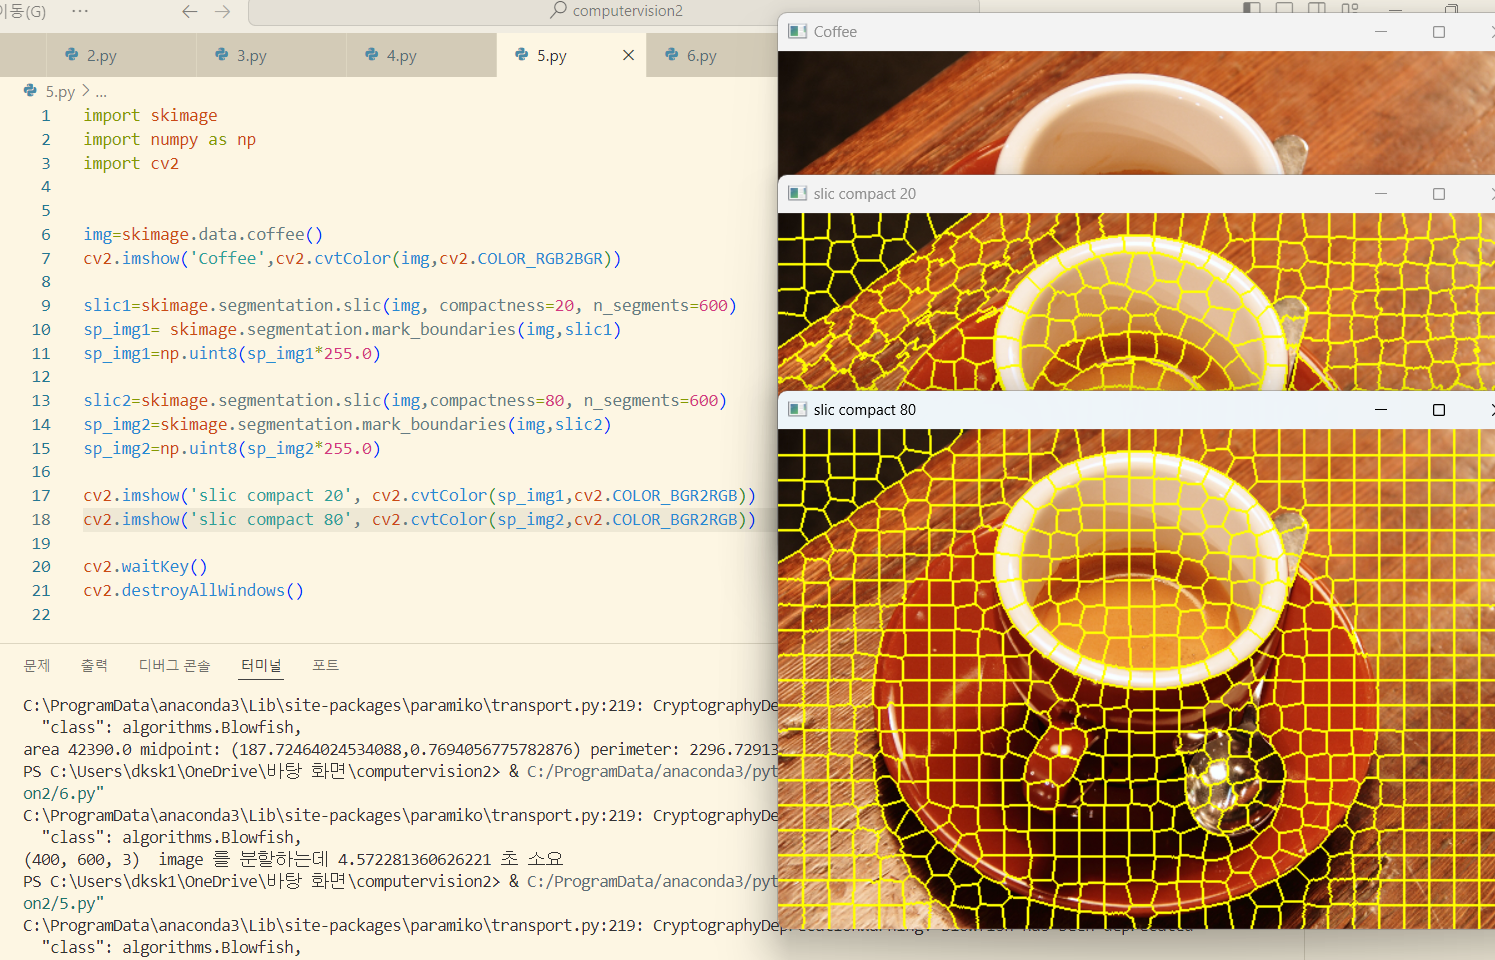 이동(G) ··· computervision2
2.py 3.py 4.py 5.py 6.py
5.py > ...
1 import skimage
2 import numpy as np
3 import cv2
4
5
6 img=skimage.data.coffee()
7 cv2.imshow('Coffee',cv2.cvtColor(img,cv2.COLOR_RGB2BGR))
8
9 slic1=skimage.segmentation.slic(img, compactness=20, n_segments=600)
10 sp_img1= skimage.segmentation.mark_boundaries(img,slic1)
11 sp_img1=np.uint8(sp_img1*255.0)
12
13 slic2=skimage.segmentation.slic(img,compactness=80, n_segments=600)
14 sp_img2=skimage.segmentation.mark_boundaries(img,slic2)
15 sp_img2=np.uint8(sp_img2*255.0)
16
17 cv2.imshow('slic compact 20', cv2.cvtColor(sp_img1,cv2.COLOR_BGR2RGB))
18 cv2.imshow('slic compact 80', cv2.cvtColor(sp_img2,cv2.COLOR_BGR2RGB))
19
20 cv2.waitKey()
21 cv2.destroyAllWindows()
22
문제 출력 디버그 콘솔 터미널 포트
C:\ProgramData\anaconda3\Lib\site-packages\paramiko\transport.py:219: CryptographyDe
"class": algorithms.Blowfish,
area 42390.0 midpoint: (187.72464024534088,0.7694056775782876) perimeter: 2296.72913
PS C:\Users\dksk1\OneDrive\바탕 화면\computervision2> & C:/ProgramData/anaconda3/pyt
on2/6.py"
C:\ProgramData\anaconda3\Lib\site-packages\paramiko\transport.py:219: CryptographyDe
"class": algorithms.Blowfish,
(400, 600, 3) image 를 분할하는데 4.572281360626221 초 소요
PS C:\Users\dksk1\OneDrive\바탕 화면\computervision2> & C:/ProgramData/anaconda3/pyt
on2/5.py"
C:\ProgramData\anaconda3\Lib\site-packages\paramiko\transport.py:219: CryptographyDe
"class": algorithms.Blowfish,
Coffee
slic compact 20
slic compact 80